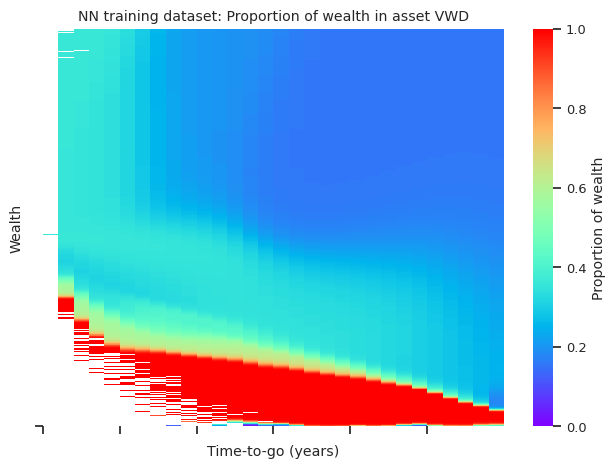 NN training dataset: Proportion of wealth in asset VWD
Wealth
Time-to-go (years)
1.0
0.8
0.6
0.4
0.2
0.0
Proportion of wealth